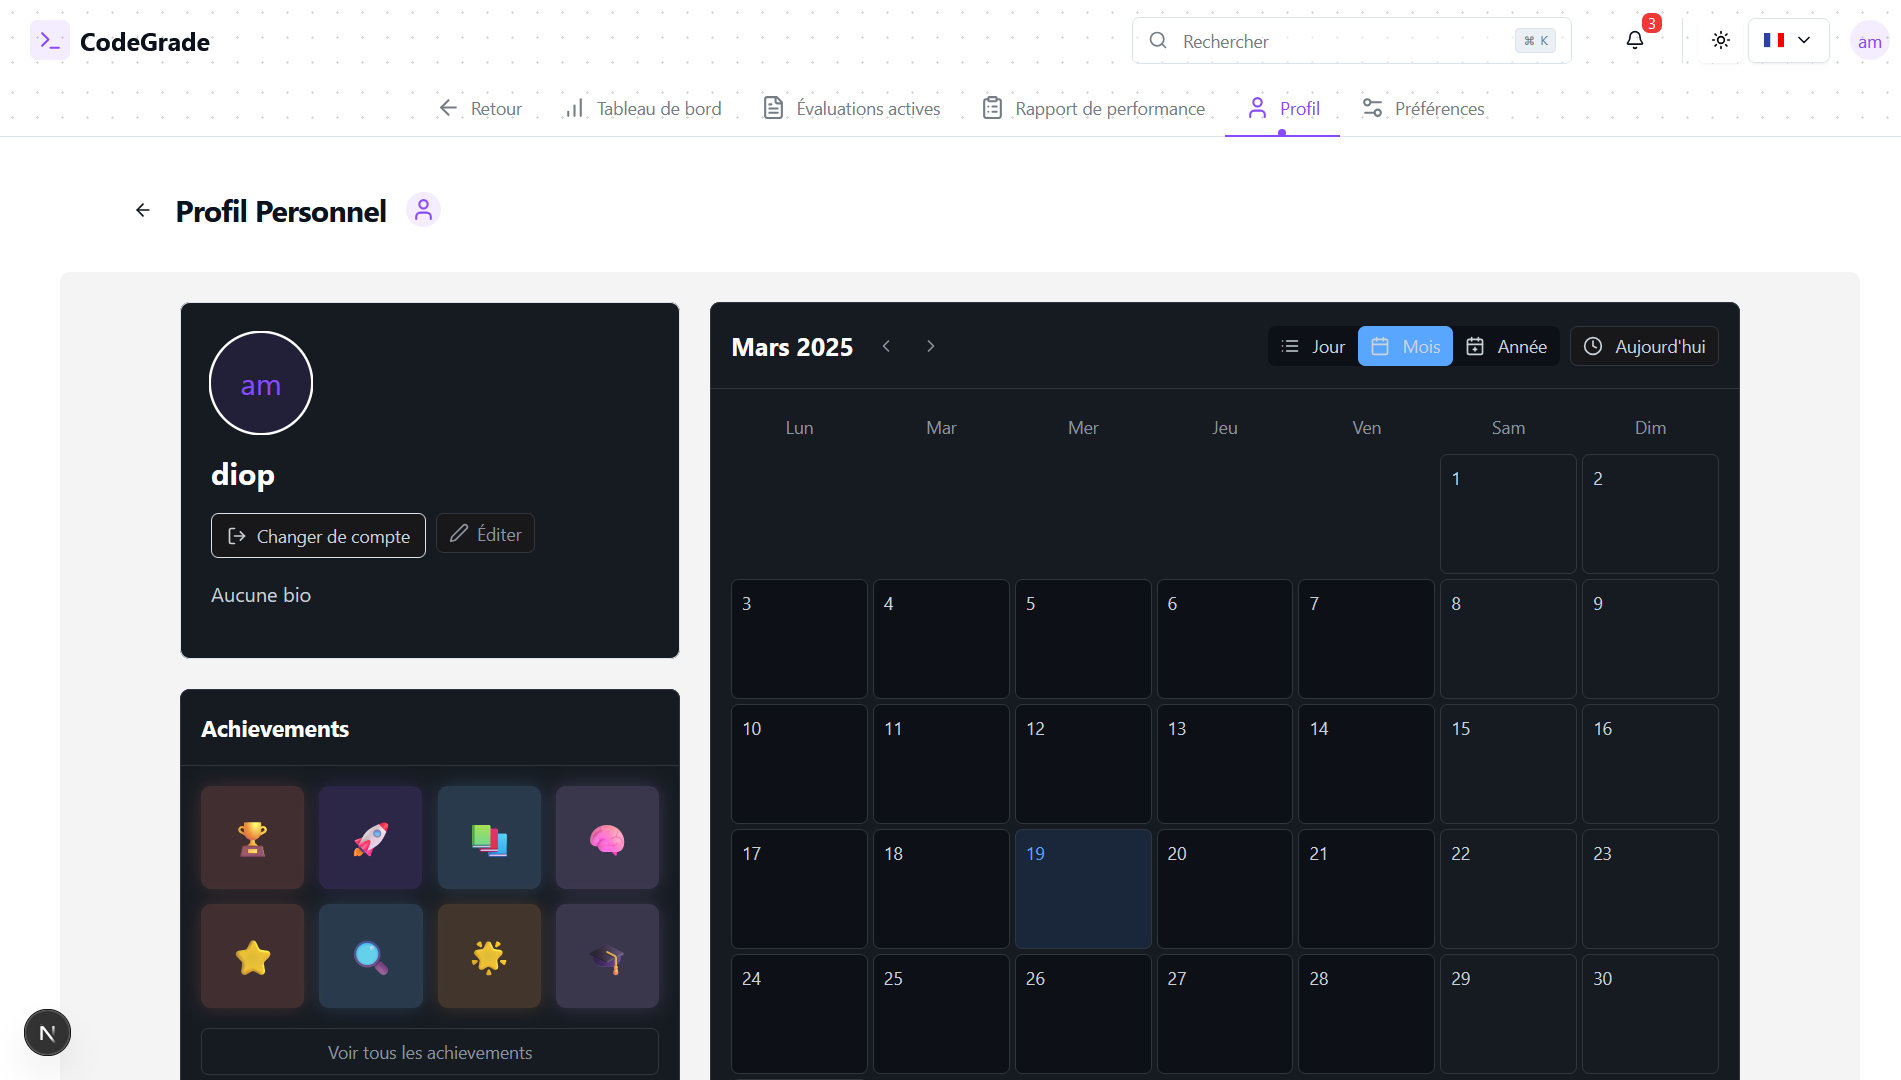 CodeGrade
Rechercher
⌘ K
3
am
Retour
Tableau de bord
Évaluations actives
Rapport de performance
Profil
Préférences
Profil Personnel
am
diop
Changer de compte
Éditer
Aucune bio
Achievements
Voir tous les achievements
Mars 2025
Jour
Mois
Année
Aujourd'hui
Lun Mar Mer Jeu Ven Sam Dim
1 2
3 4 5 6 7 8 9
10 11 12 13 14 15 16
17 18 19 20 21 22 23
24 25 26 27 28 29 30
N